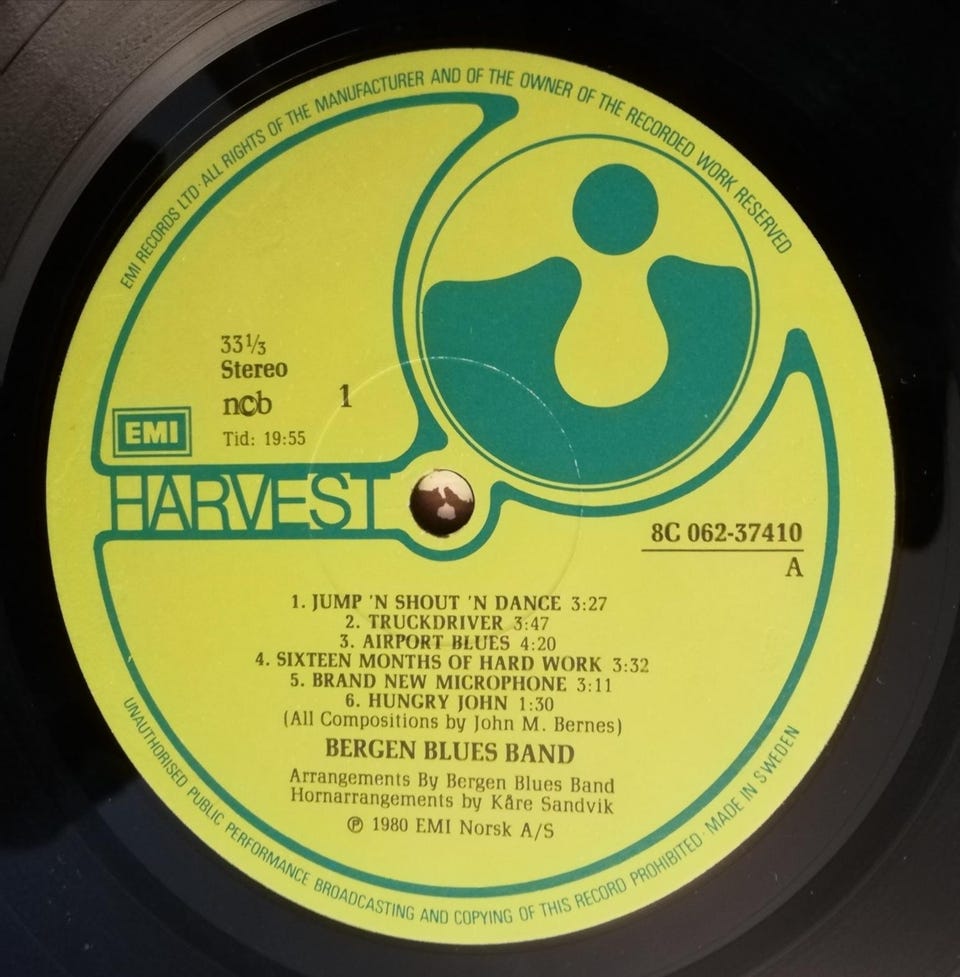 EMI RECORDS LTD·ALL RIGHTS OF THE MANUFACTURER AND OF THE OWNER OF THE RECORDED WORK RESERVED
33⅓
Stereo
ncb 1
EMI
Tid: 19:55
HARVEST
8C 062-37410
A
1. JUMP 'N SHOUT 'N DANCE 3:27
2. TRUCKDRIVER 3:47
3. AIRPORT BLUES 4:20
4. SIXTEEN MONTHS OF HARD WORK 3:32
5. BRAND NEW MICROPHONE 3:11
6. HUNGRY JOHN 1:30
(All Compositions by John M. Bernes)
BERGEN BLUES BAND
Arrangements By Bergen Blues Band
Hornarrangements by Kåre Sandvik
℗ 1980 EMI Norsk A/S
UNAUTHORISED PUBLIC PERFORMANCE BROADCASTING AND COPYING OF THIS RECORD PROHIBITED·MADE IN SWEDEN